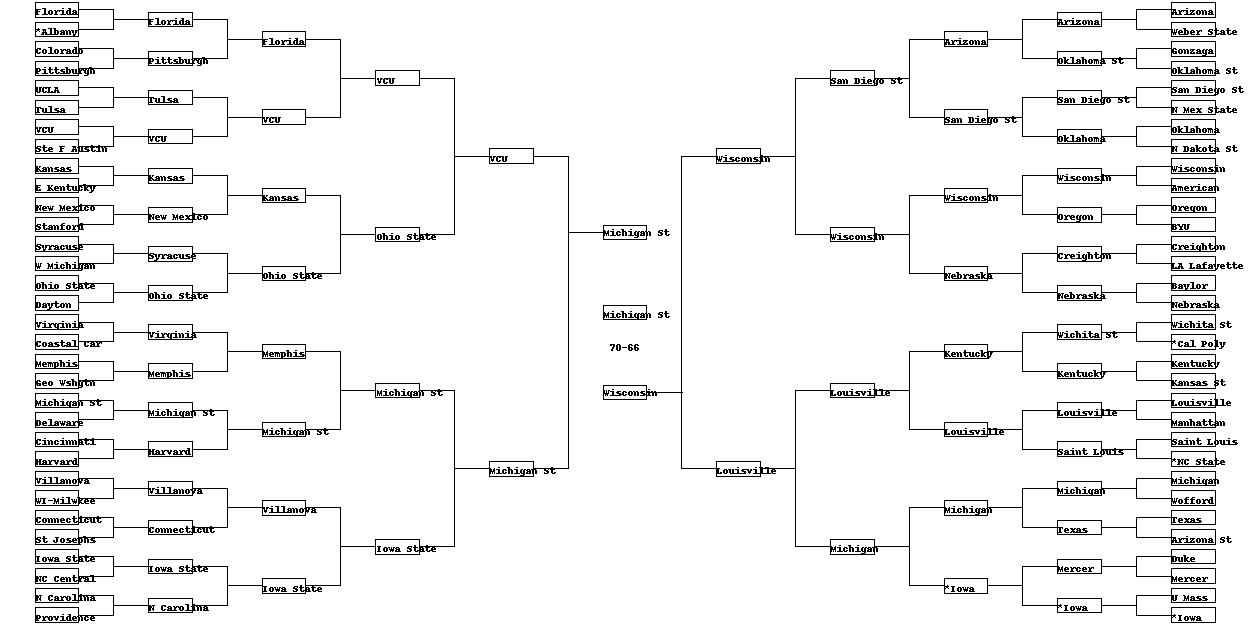 Florida
*Albany
Colorado
Pittsburgh
UCLA
Tulsa
VCU
Ste F Austin
Kansas
E Kentucky
New Mexico
Stanford
Syracuse
W Michigan
Ohio State
Dayton
Virginia
Coastal Car
Memphis
Geo Wshgtn
Michigan St
Delaware
Cincinnati
Harvard
Villanova
WI-Milwkee
Connecticut
St Josephs
Iowa State
NC Central
N Carolina
Providence
Florida
Pittsburgh
Tulsa
VCU
Kansas
New Mexico
Syracuse
Ohio State
Virginia
Memphis
Michigan St
Harvard
Villanova
Connecticut
Iowa State
N Carolina
Florida
VCU
Kansas
Ohio State
Memphis
Michigan St
Villanova
Iowa State
VCU
Ohio State
Michigan St
Iowa State
VCU
Michigan St
Michigan St
Michigan St
70-66
Wisconsin
Wisconsin
Louisville
San Diego St
Wisconsin
Louisville
Michigan
Arizona
San Diego St
Wisconsin
Nebraska
Kentucky
Louisville
Michigan
*Iowa
Arizona
Oklahoma St
San Diego St
Oklahoma
Wisconsin
Oregon
Creighton
Nebraska
Wichita St
Kentucky
Louisville
Saint Louis
Michigan
Texas
Mercer
*Iowa
Arizona
Weber State
Gonzaga
Oklahoma St
San Diego St
N Mex State
Oklahoma
N Dakota St
Wisconsin
American
Oregon
BYU
Creighton
LA Lafayette
Baylor
Nebraska
Wichita St
*Cal Poly
Kentucky
Kansas St
Louisville
Manhattan
Saint Louis
*NC State
Michigan
Wofford
Texas
Arizona St
Duke
Mercer
U Mass
*Iowa